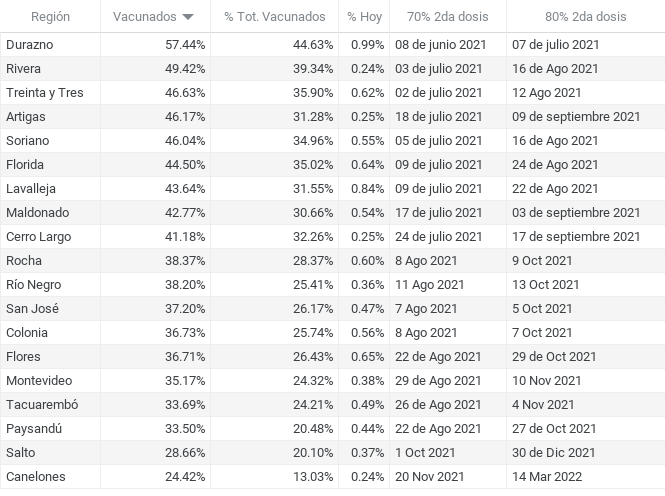 Región Vacunados % Tot. Vacunados % Hoy 70% 2da dosis 80% 2da dosis
Durazno 57.44% 44.63% 0.99% 08 de junio 2021 07 de julio 2021
Rivera 49.42% 39.34% 0.24% 03 de julio 2021 16 de Ago 2021
Treinta y Tres 46.63% 35.90% 0.62% 02 de julio 2021 12 Ago 2021
Artigas 46.17% 31.28% 0.25% 18 de julio 2021 09 de septiembre 2021
Soriano 46.04% 34.96% 0.55% 05 de julio 2021 16 de Ago 2021
Florida 44.50% 35.02% 0.64% 09 de julio 2021 24 de Ago 2021
Lavalleja 43.64% 31.55% 0.84% 09 de julio 2021 22 de Ago 2021
Maldonado 42.77% 30.66% 0.54% 17 de julio 2021 03 de septiembre 2021
Cerro Largo 41.18% 32.26% 0.25% 24 de julio 2021 17 de septiembre 2021
Rocha 38.37% 28.37% 0.60% 8 Ago 2021 9 Oct 2021
Río Negro 38.20% 25.41% 0.36% 11 Ago 2021 13 Oct 2021
San José 37.20% 26.17% 0.47% 7 Ago 2021 5 Oct 2021
Colonia 36.73% 25.74% 0.56% 8 Ago 2021 7 Oct 2021
Flores 36.71% 26.43% 0.65% 22 de Ago 2021 29 de Oct 2021
Montevideo 35.17% 24.32% 0.38% 29 de Ago 2021 10 Nov 2021
Tacuarembó 33.69% 24.21% 0.49% 26 de Ago 2021 4 Nov 2021
Paysandú 33.50% 20.48% 0.44% 22 de Ago 2021 27 de Oct 2021
Salto 28.66% 20.10% 0.37% 1 Oct 2021 30 de Dic 2021
Canelones 24.42% 13.03% 0.24% 20 Nov 2021 14 Mar 2022